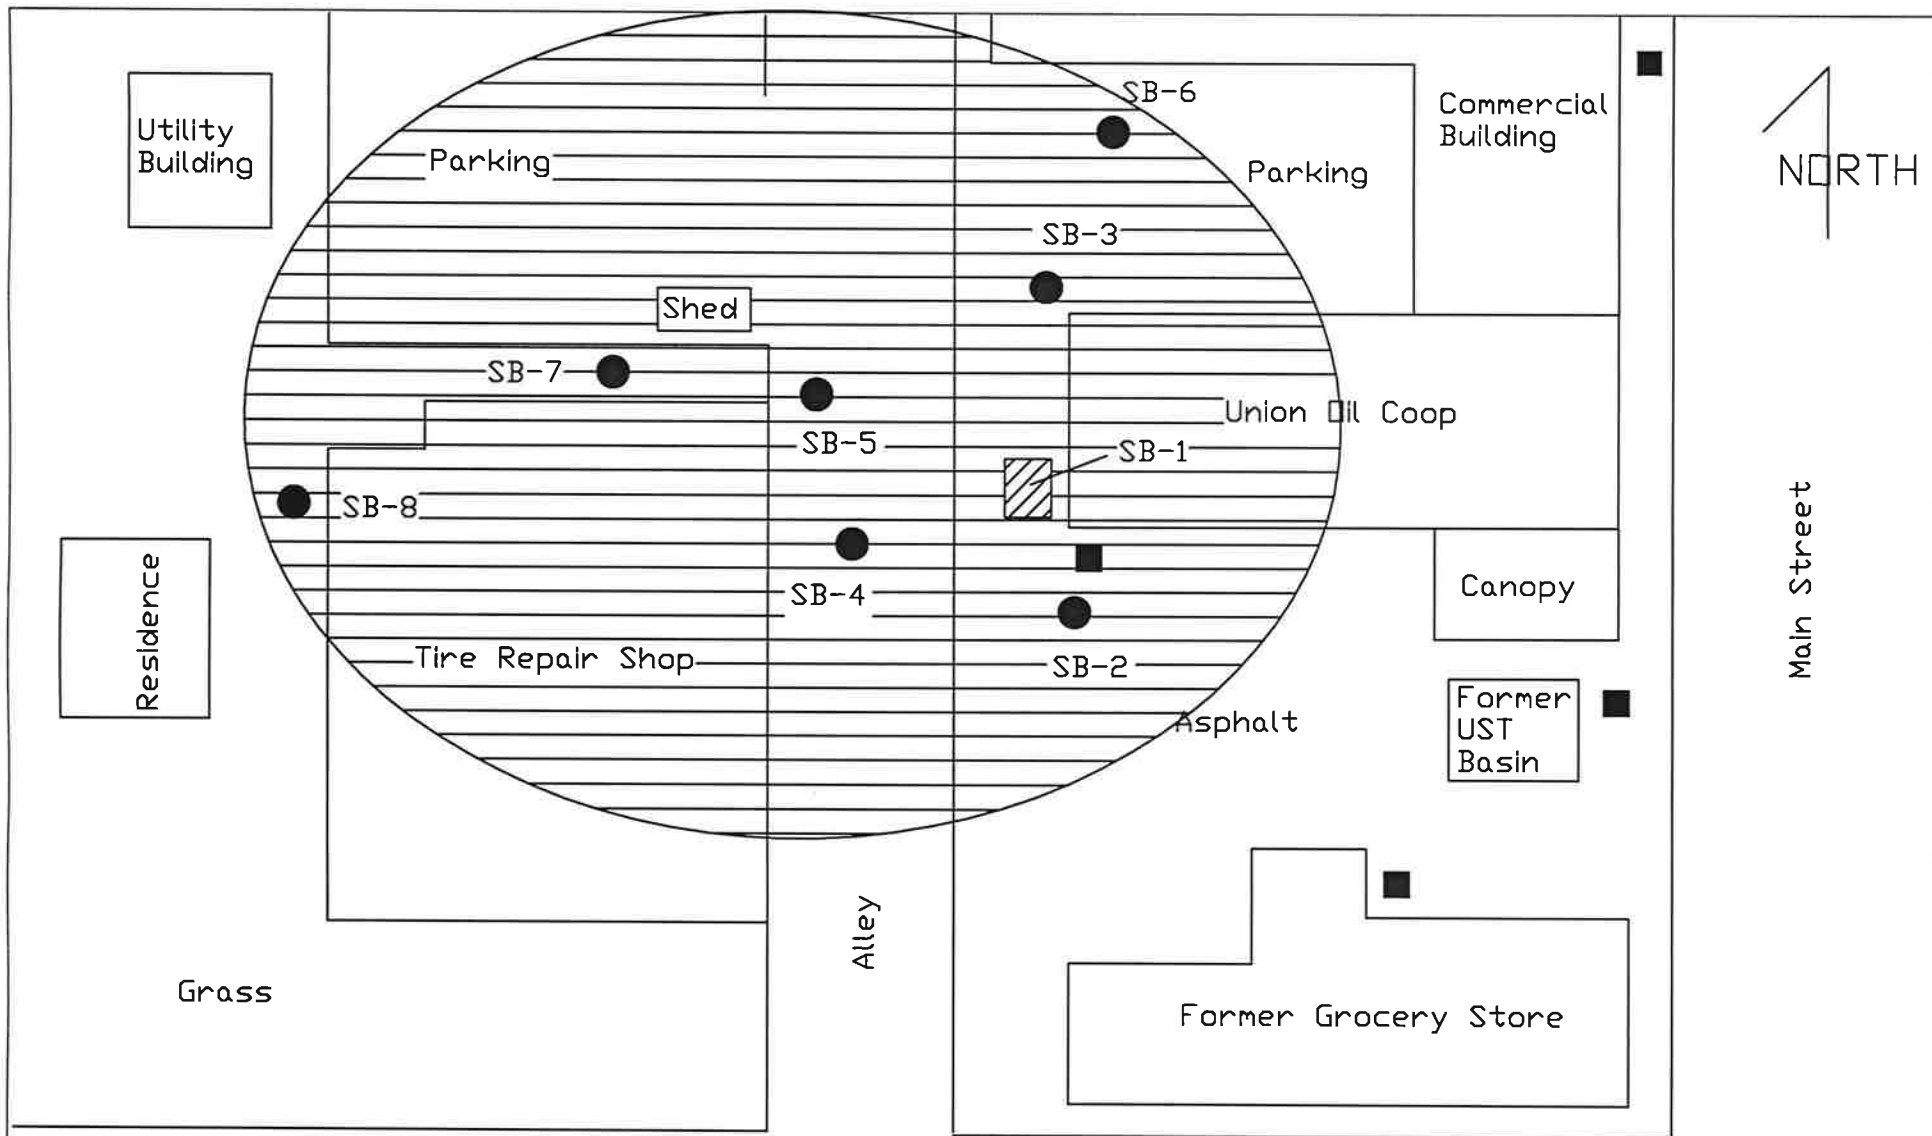 SB-6
Commercial
Building
Utility
Building
Parking
Parking
NORTH
SB-3
Shed
SB-7
Union Oil Coop
SB-5
SB-1
SB-8
Main Street
Residence
SB-4
Canopy
Tire Repair Shop
SB-2
Former
UST
Basin
Asphalt
Alley
Grass
Former Grocery Store